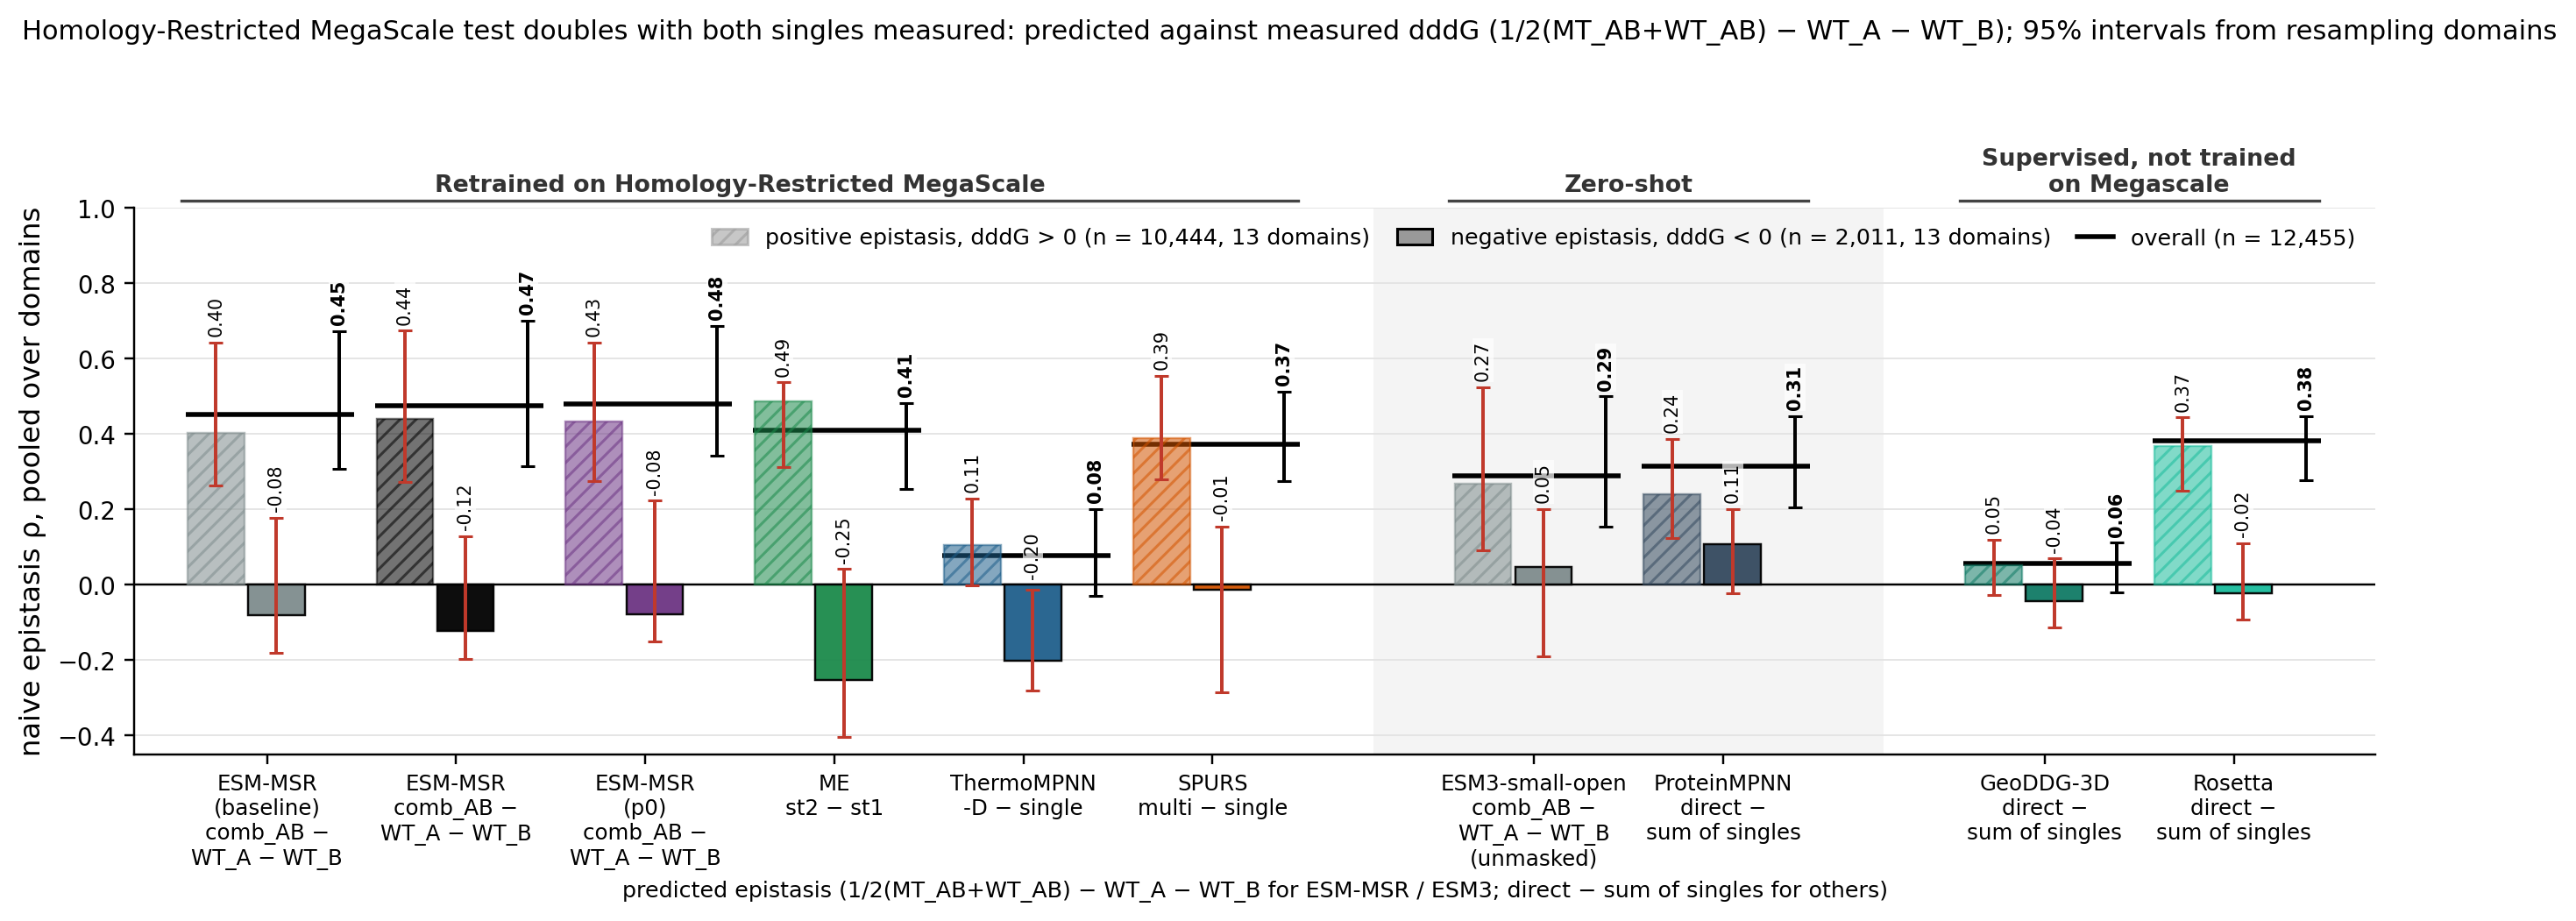 Homology-Restricted MegaScale test doubles with both singles measured: predicted against measured dddG (1/2(MT_AB+WT_AB) − WT_A − WT_B); 95% intervals from resampling domains
Retrained on Homology-Restricted MegaScale
Zero-shot
Supervised, not trained
on Megascale
positive epistasis, dddG > 0 (n = 10,444, 13 domains)
negative epistasis, dddG < 0 (n = 2,011, 13 domains)
overall (n = 12,455)
naive epistasis ρ, pooled over domains
1.0
0.8
0.6
0.4
0.2
0.0
−0.2
−0.4
0.40
-0.08
0.45
0.44
-0.12
0.47
0.43
-0.08
0.48
0.49
-0.25
0.41
0.11
-0.20
0.08
0.39
-0.01
0.37
0.27
0.05
0.29
0.24
0.11
0.31
0.05
-0.04
0.06
0.37
-0.02
0.38
ESM-MSR
(baseline)
comb_AB −
WT_A − WT_B
ESM-MSR
comb_AB −
WT_A − WT_B
ESM-MSR
(p0)
comb_AB −
WT_A − WT_B
ME
st2 − st1
ThermoMPNN
-D − single
SPURS
multi − single
ESM3-small-open
comb_AB −
WT_A − WT_B
(unmasked)
ProteinMPNN
direct −
sum of singles
GeoDDG-3D
direct −
sum of singles
Rosetta
direct −
sum of singles
predicted epistasis (1/2(MT_AB+WT_AB) − WT_A − WT_B for ESM-MSR / ESM3; direct − sum of singles for others)